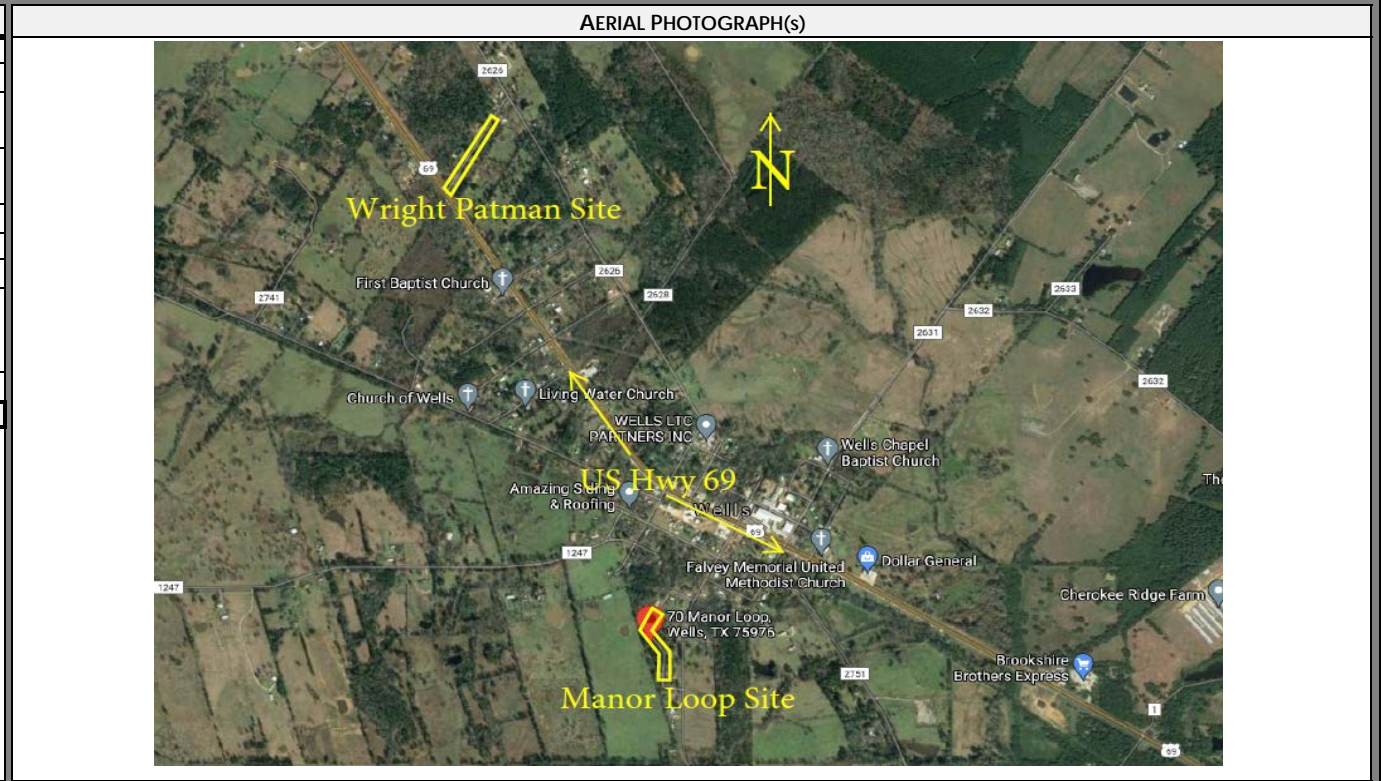 AERIAL PHOTOGRAPH(s)
2626
N
69
Wright Patman Site
First Baptist Church
2626
2628
2741
2633
2632
2631
2632
Church of Wells
Living Water Church
WELLS LTC
PARTNERS INC
Wells Chapel
Baptist Church
US Hwy 69
Amazing Siding
& Roofing
Wells
The
69
1247
Falvey Memorial United
Methodist Church
Dollar General
1247
Cherokee Ridge Farm
70 Manor Loop,
Wells, TX 75976
Brookshire
Brothers Express
2751
Manor Loop Site
1
69